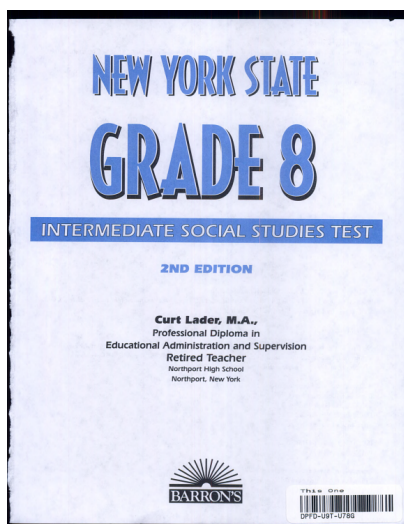 NEW YORK STATE
GRADE 8
INTERMEDIATE SOCIAL STUDIES TEST
2ND EDITION
Curt Lader, M.A.,
Professional Diploma in
Educational Administration and Supervision
Retired Teacher
Northport High School
Northport, New York
BARRON'S
This One
DPFD-U9T-U78G